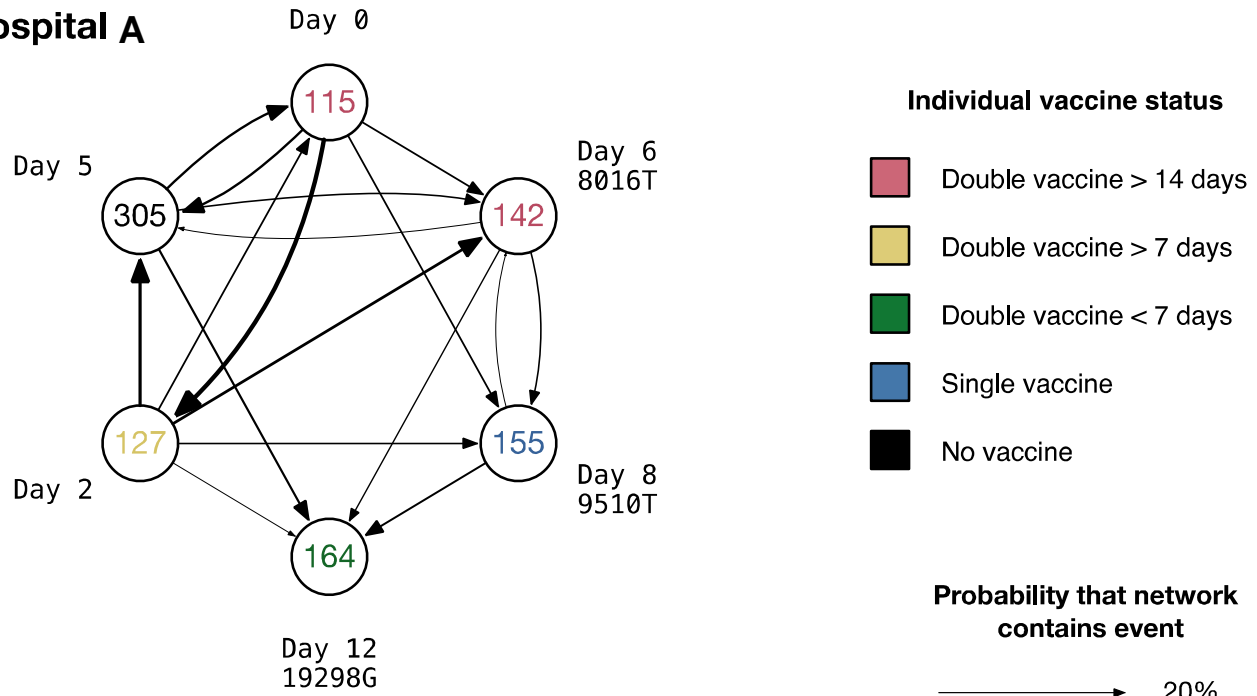 ospital A
Day 0
115
Day 5
305
Day 6
8016T
142
127
Day 2
155
Day 8
9510T
164
Day 12
19298G
Individual vaccine status
Double vaccine > 14 days
Double vaccine > 7 days
Double vaccine < 7 days
Single vaccine
No vaccine
Probability that network
contains event
20%